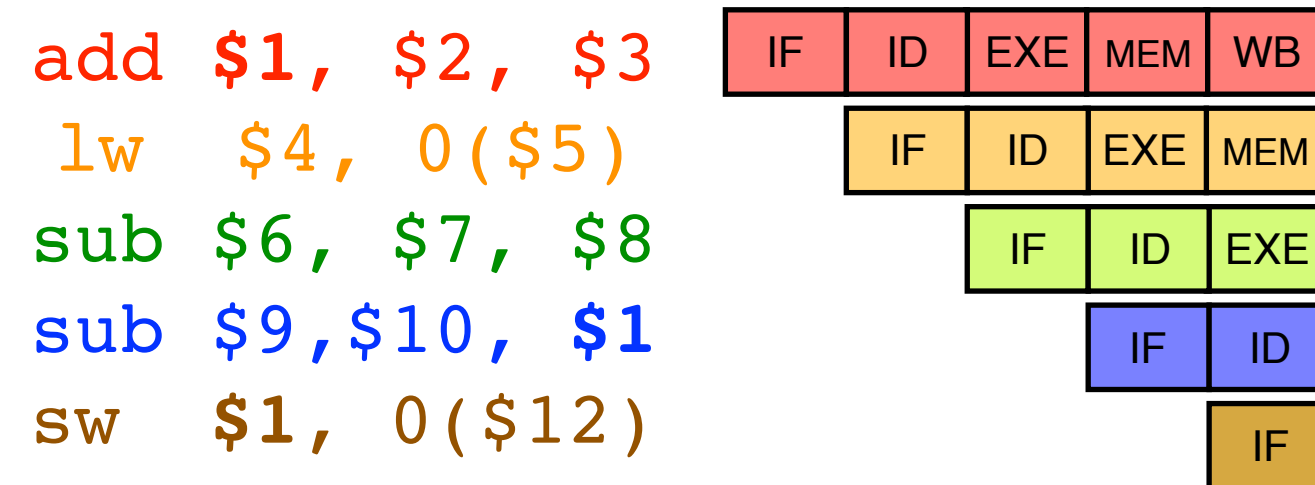 add $1, $2, $3 IF ID EXE MEM WB
lw $4, 0($5) IF ID EXE MEM
sub $6, $7, $8 IF ID EXE
sub $9,$10, $1 IF ID
sw $1, 0($12) IF